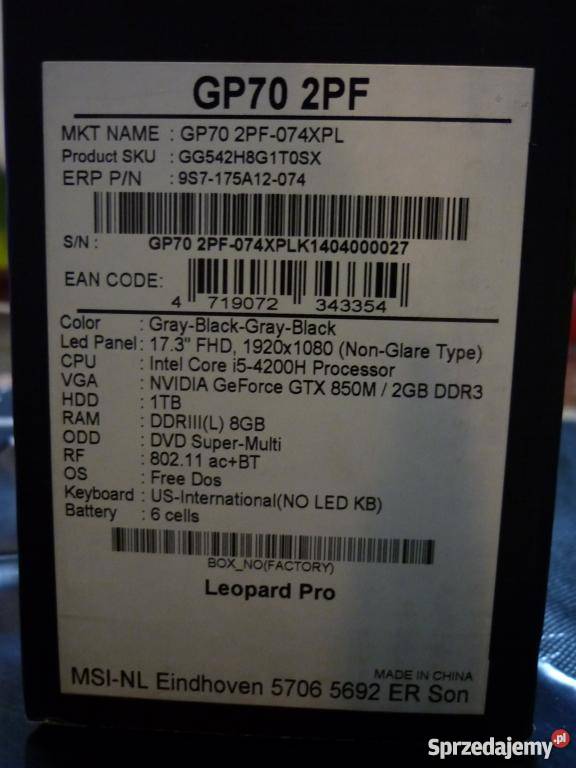 GP70 2PF
MKT NAME : GP70 2PF-074XPL
Product SKU : GG542H8G1T0SX
ERP P/N : 9S7-175A12-074
S/N : GP70 2PF-074XPLK1404000027
EAN CODE: 4 719072 343354
Color : Gray-Black-Gray-Black
Led Panel : 17.3" FHD, 1920x1080 (Non-Glare Type)
CPU : Intel Core i5-4200H Processor
VGA : NVIDIA GeForce GTX 850M / 2GB DDR3
HDD : 1TB
RAM : DDRIII(L) 8GB
ODD : DVD Super-Multi
RF : 802.11 ac+BT
OS : Free Dos
Keyboard : US-International(NO LED KB)
Battery : 6 cells
BOX_NO(FACTORY)
Leopard Pro
MADE IN CHINA
MSI-NL Eindhoven 5706 5692 ER Son
Sprzedajemy.pl